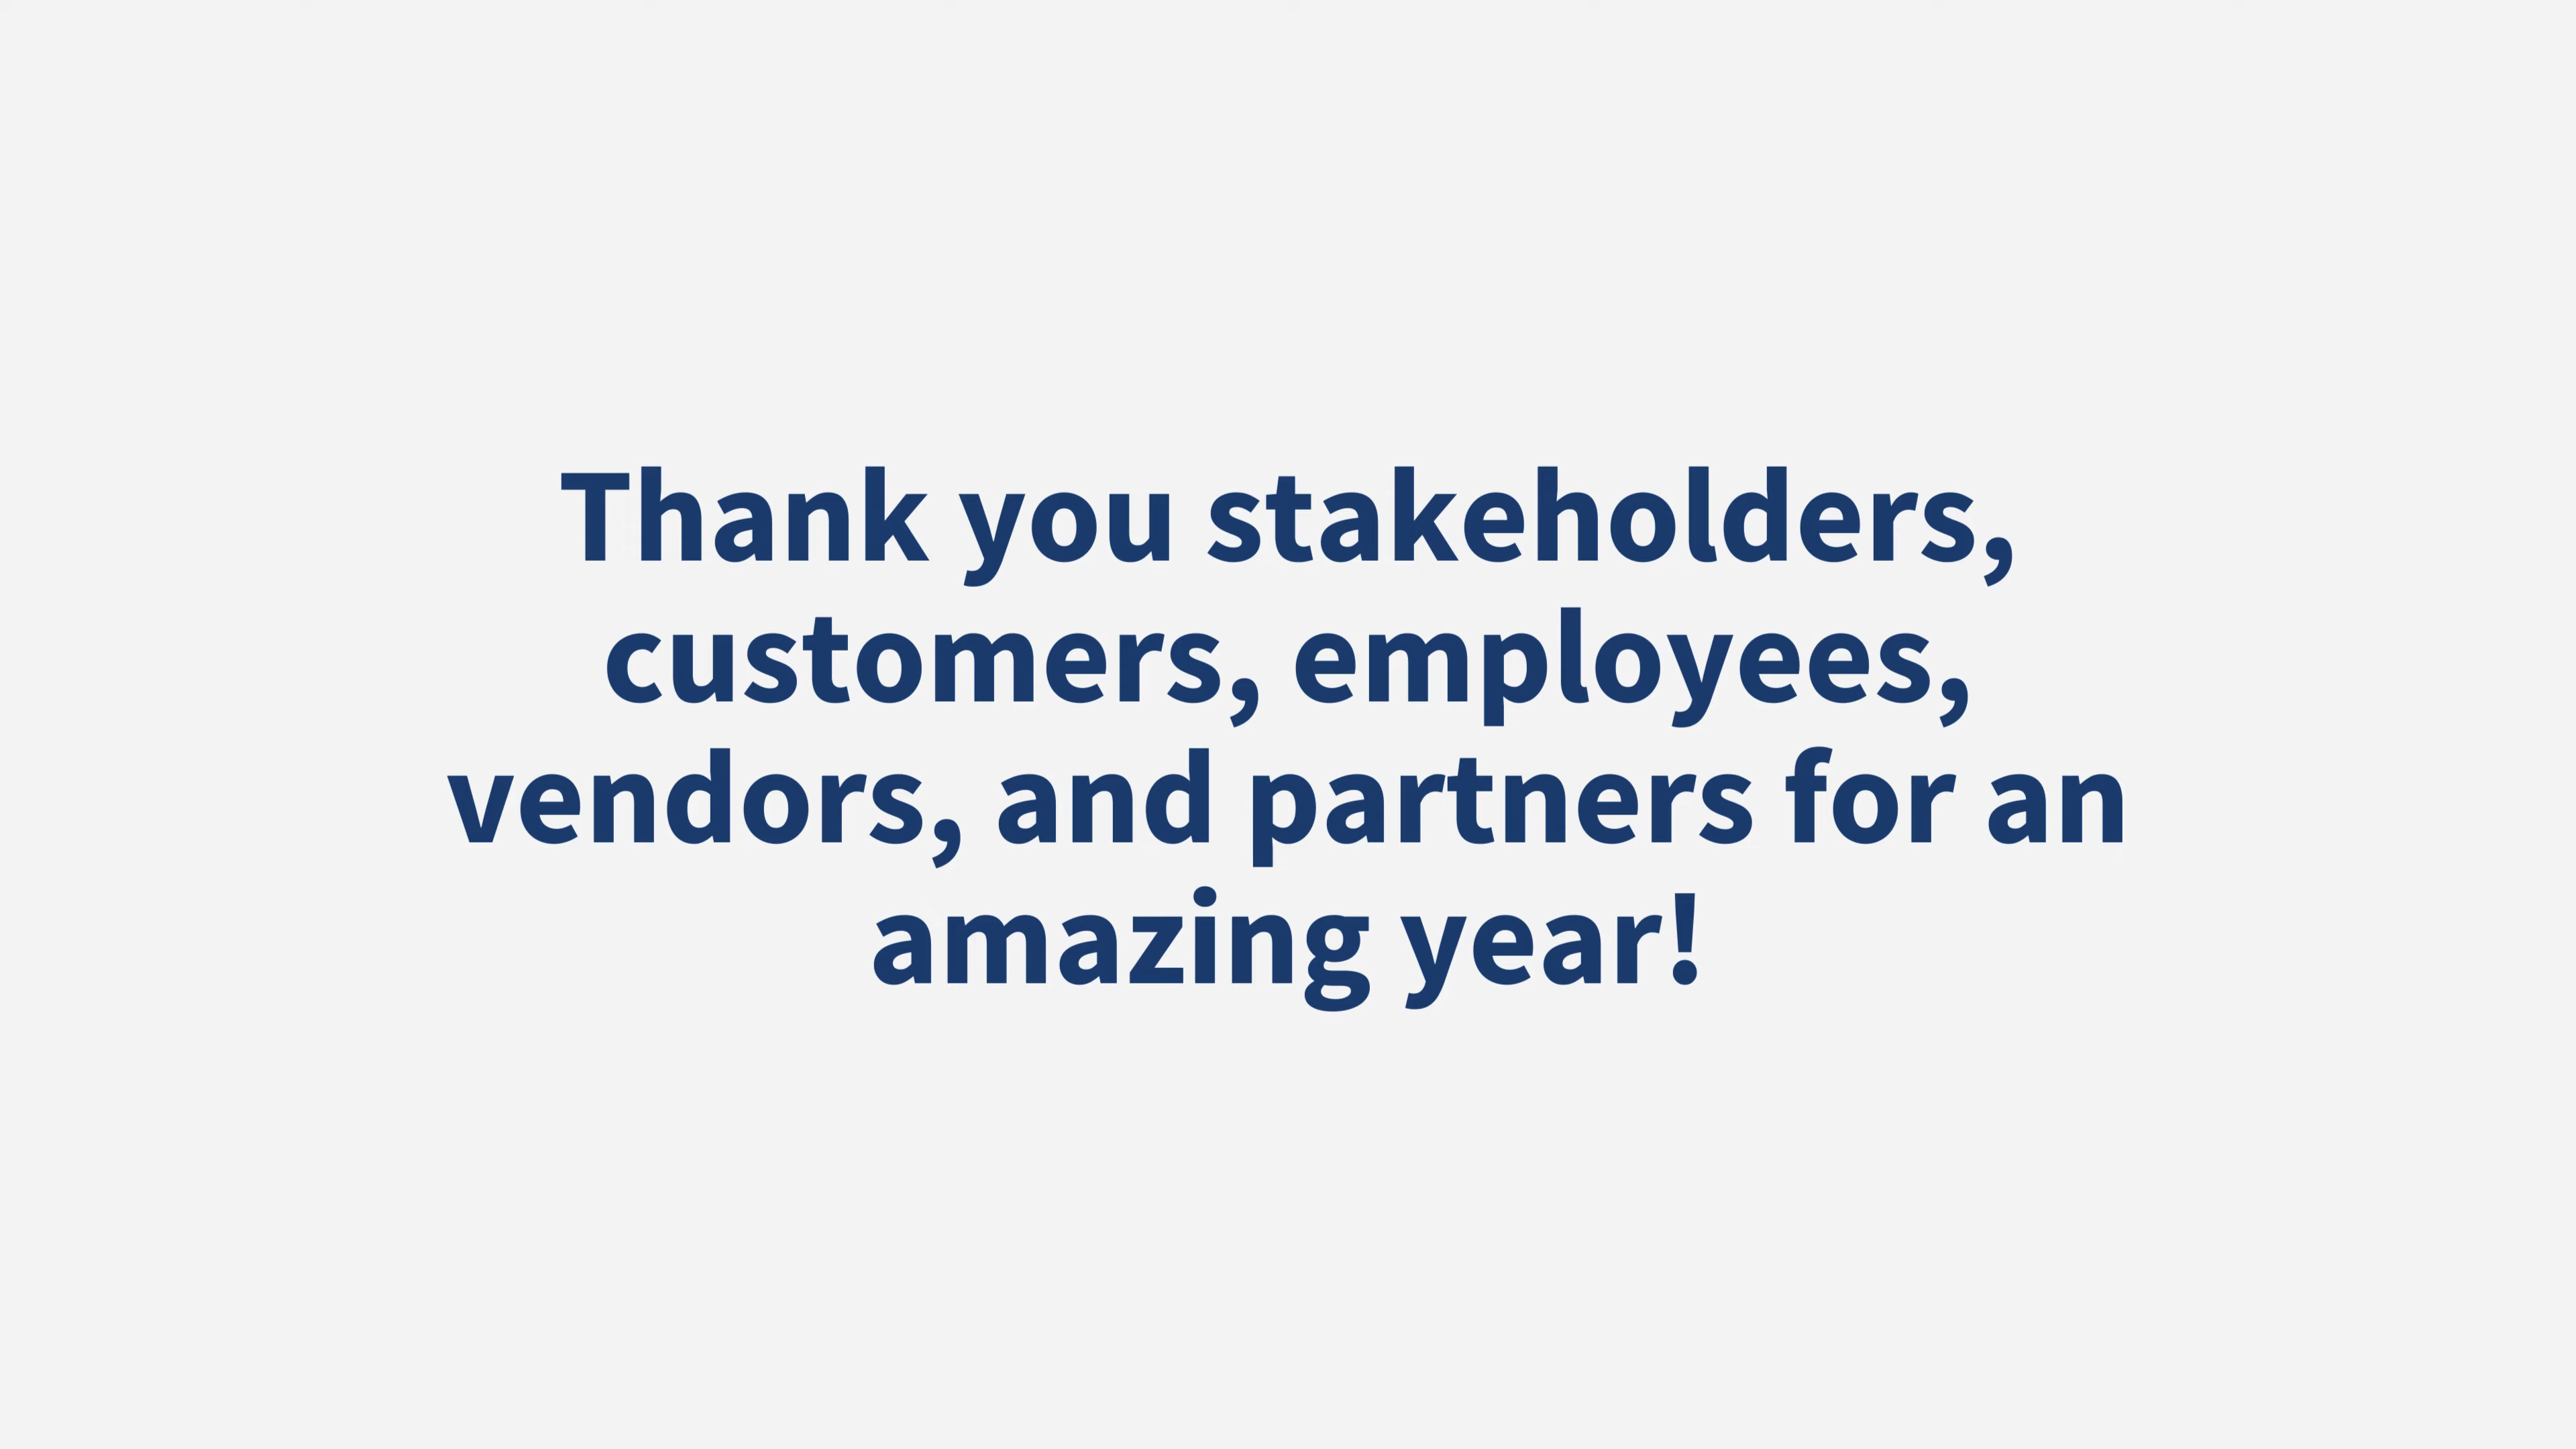 Thank you stakeholders,
customers, employees,
vendors, and partners for an
amazing year!